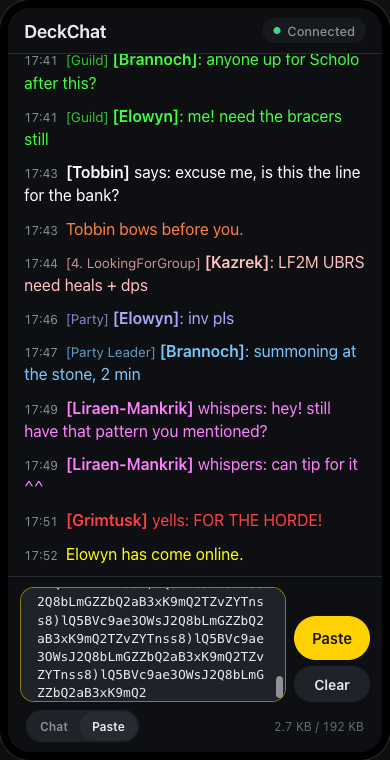 DeckChat
Connected
17:41 [Guild] [Brannoch]: anyone up for Scholo
after this?
17:41 [Guild] [Elowyn]: me! need the bracers
still
17:43 [Tobbin] says: excuse me, is this the line
for the bank?
17:43 Tobbin bows before you.
17:44 [4. LookingForGroup] [Kazrek]: LF2M UBRS
need heals + dps
17:46 [Party] [Elowyn]: inv pls
17:47 [Party Leader] [Brannoch]: summoning at
the stone, 2 min
17:49 [Liraen-Mankrik] whispers: hey! still
have that pattern you mentioned?
17:49 [Liraen-Mankrik] whispers: can tip for it
^^
17:51 [Grimtusk] yells: FOR THE HORDE!
17:52 Elowyn has come online.
2Q8bLmGZZbQ2aB3xK9mQ2TZvZYTns
s8)lQ5BVc9ae3OWsJ2Q8bLmGZZbQ2
aB3xK9mQ2TZvZYTnss8)lQ5BVc9ae
3OWsJ2Q8bLmGZZbQ2aB3xK9mQ2TZv
ZYTnss8)lQ5BVc9ae3OWsJ2Q8bLmG
ZZbQ2aB3xK9mQ2
Paste
Clear
Chat Paste
2.7 KB / 192 KB